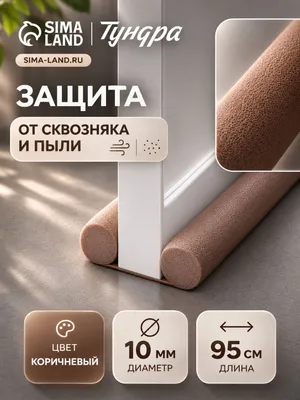 SIMA
LAND
Тундра
SIMA-LAND.RU
ЗАЩИТА
ОТ СКВОЗНЯКА
И ПЫЛИ
ЦВЕТ
КОРИЧНЕВЫЙ
10 ММ
ДИАМЕТР
95 СМ
ДЛИНА